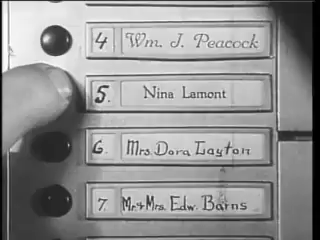 4 Wm. J. Peacock
5. Nina Lamont
6. Mrs. Dora Layton
7. Mr. & Mrs. Edw. Barns